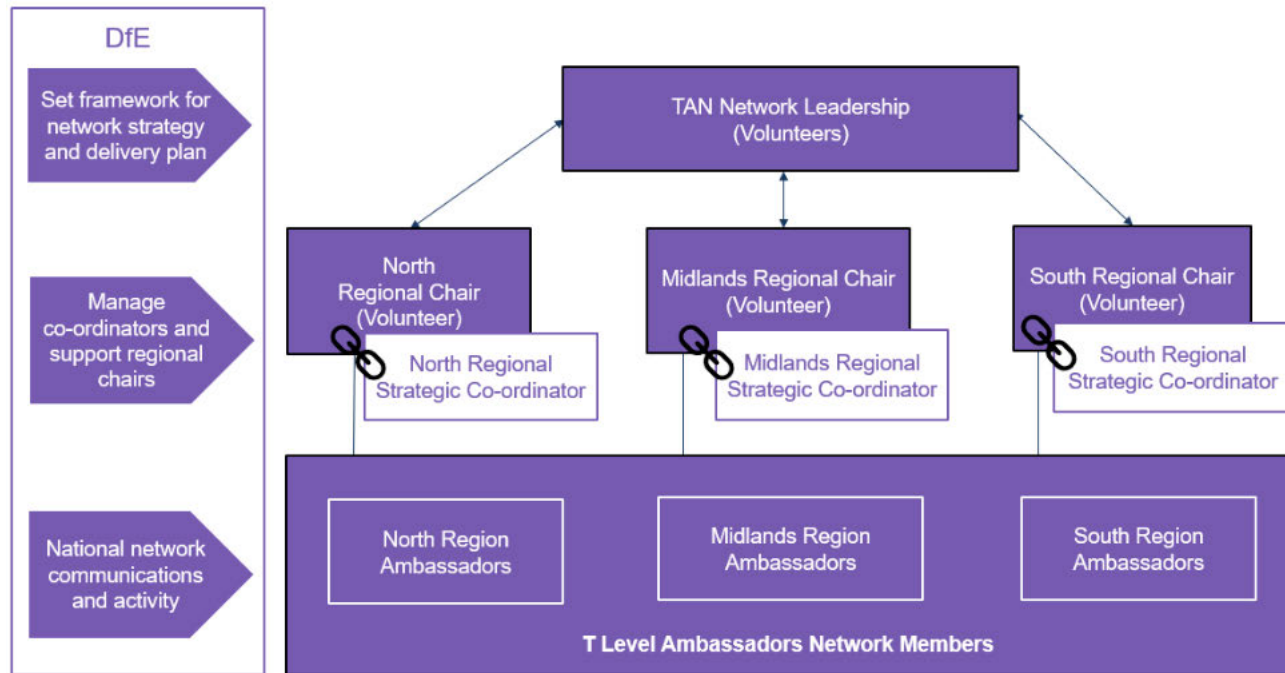 DfE
Set framework for
network strategy
and delivery plan
Manage
co-ordinators and
support regional
chairs
National network
communications
and activity
TAN Network Leadership
(Volunteers)
North
Regional Chair
(Volunteer)
North Regional
Strategic Co-ordinator
Midlands Regional Chair
(Volunteer)
Midlands Regional
Strategic Co-ordinator
South Regional Chair
(Volunteer)
South Regional
Strategic Co-ordinator
North Region
Ambassadors
Midlands Region
Ambassadors
South Region
Ambassadors
T Level Ambassadors Network Members